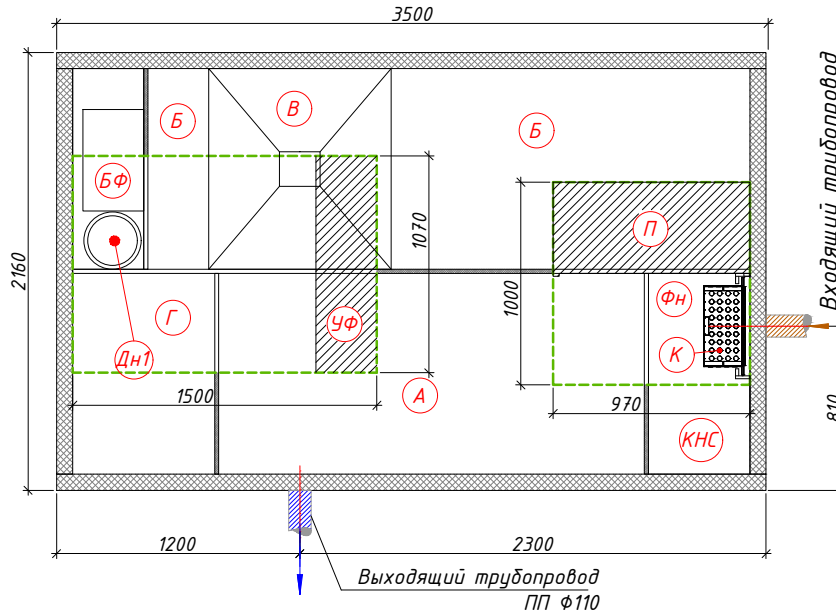 3500
Входящий трубопровод
В
Б
Б
БФ
1070
П
2160
1000
Фн
Г
УФ
Дн1
К
1500
А
970
810
КНС
1200
2300
Выходящий трубопровод
ПП Ф110